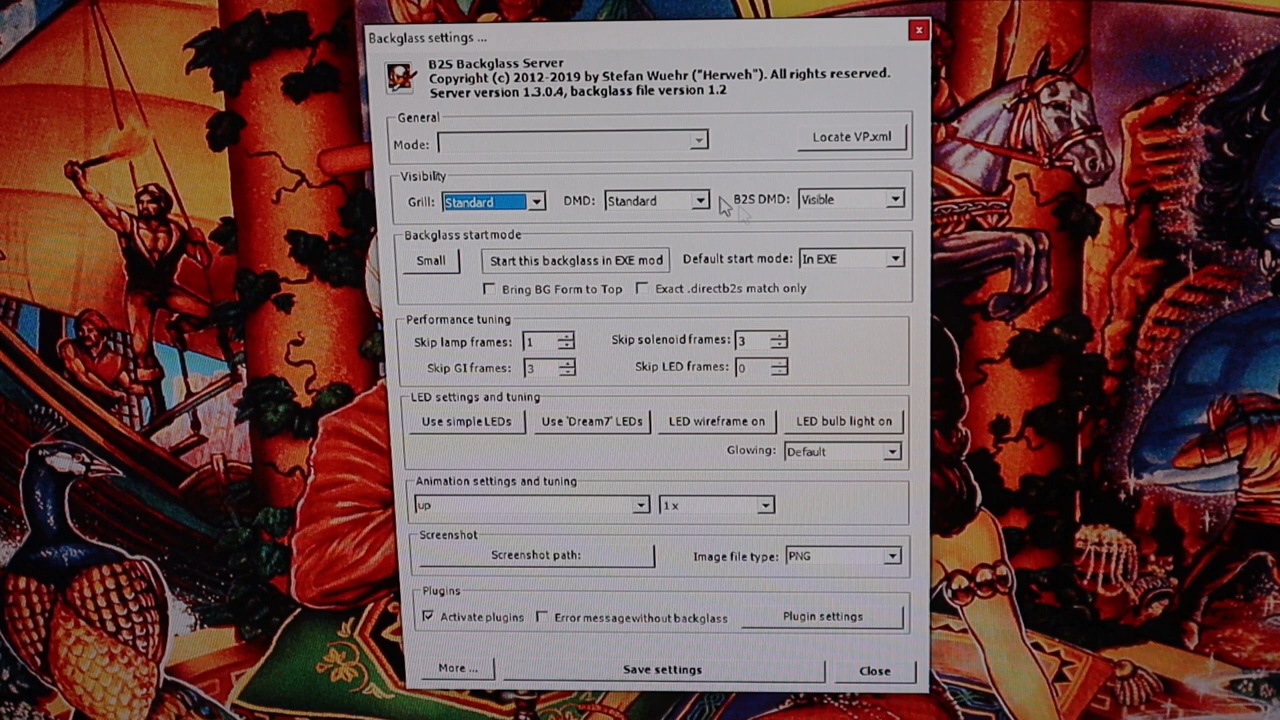 Backglass settings ...
x
B2S Backglass Server
Copyright (c) 2012-2019 by Stefan Wuehr ("Herweh"). All rights reserved.
Server version 1.3.0.4, backglass file version 1.2
General
Mode:
Locate VP.xml
Visibility
Grill: Standard DMD: Standard B2S DMD: Visible
Backglass startmode
Small Start this backglass in EXE mod Default start mode: In EXE
Bring BG Form to Top Exact .directb2s match only
Performance tuning
Skip lamp frames: 1 Skip solenoid frames: 3
Skip GI frames: 3 Skip LED frames: 0
LED settings and tuning
Use simple LEDs Use 'Dream7' LEDs LED wireframe on LED bulb light on
Glowing: Default
Animation settings and tuning
up 1 x
Screenshot
Screenshot path: Image file type: PNG
Plugins
Activate plugins Error message without backglass Plugin settings
More ... Save settings Close